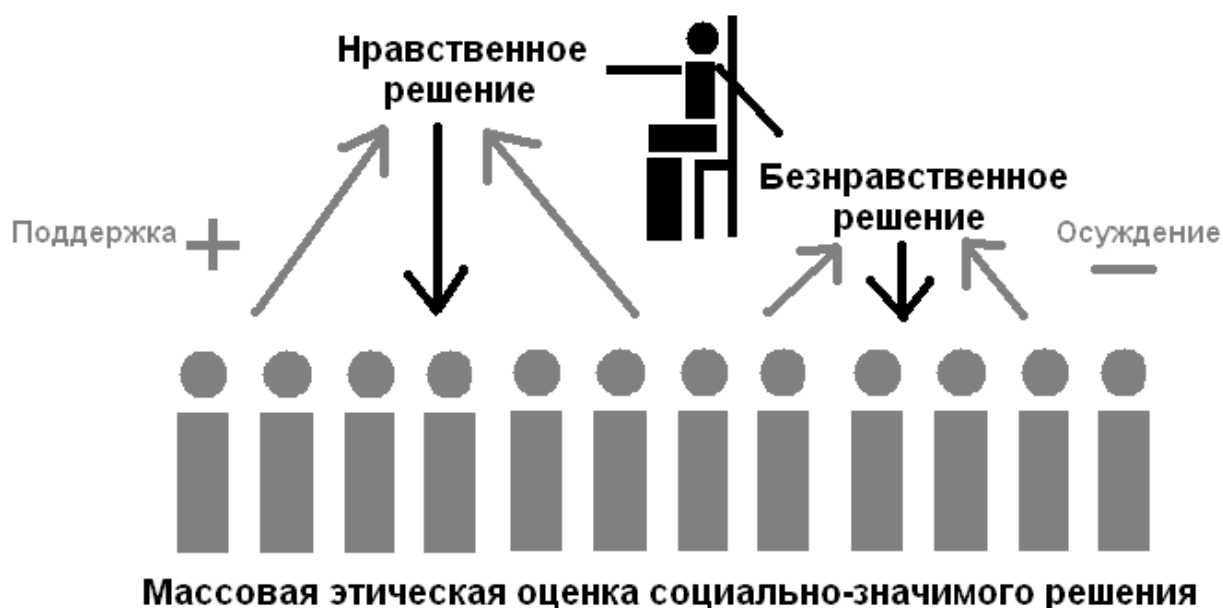 Нравственное
решение
Безнравственное
решение
Поддержка +
Осуждение
—
Массовая этическая оценка социально-значимого решения